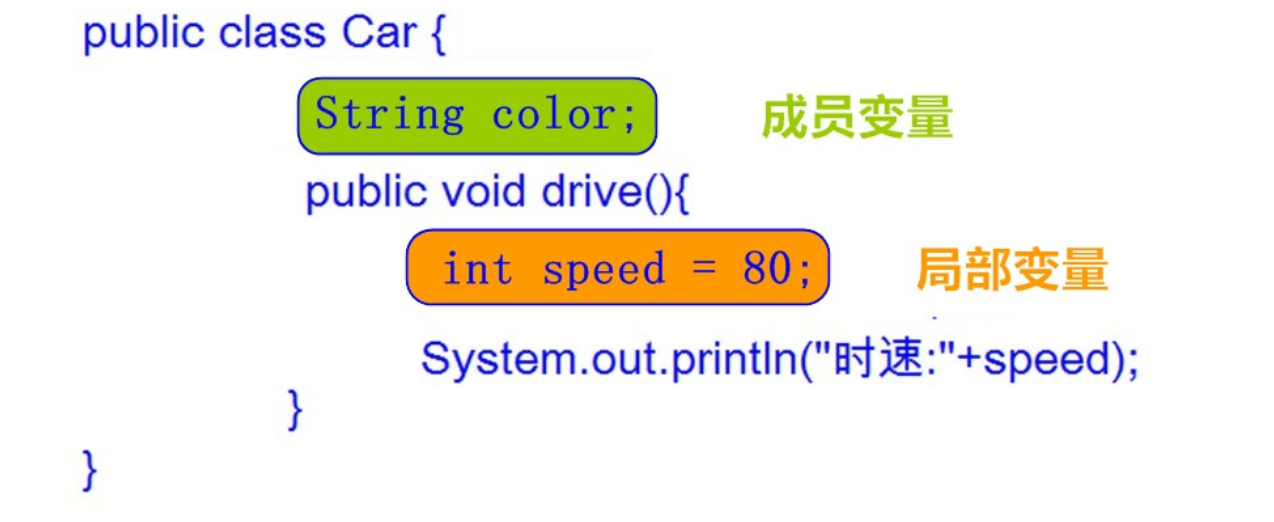 public class Car {
String color; 成员变量
public void drive(){
int speed = 80; 局部变量
System.out.println("时速:"+speed);
}
}